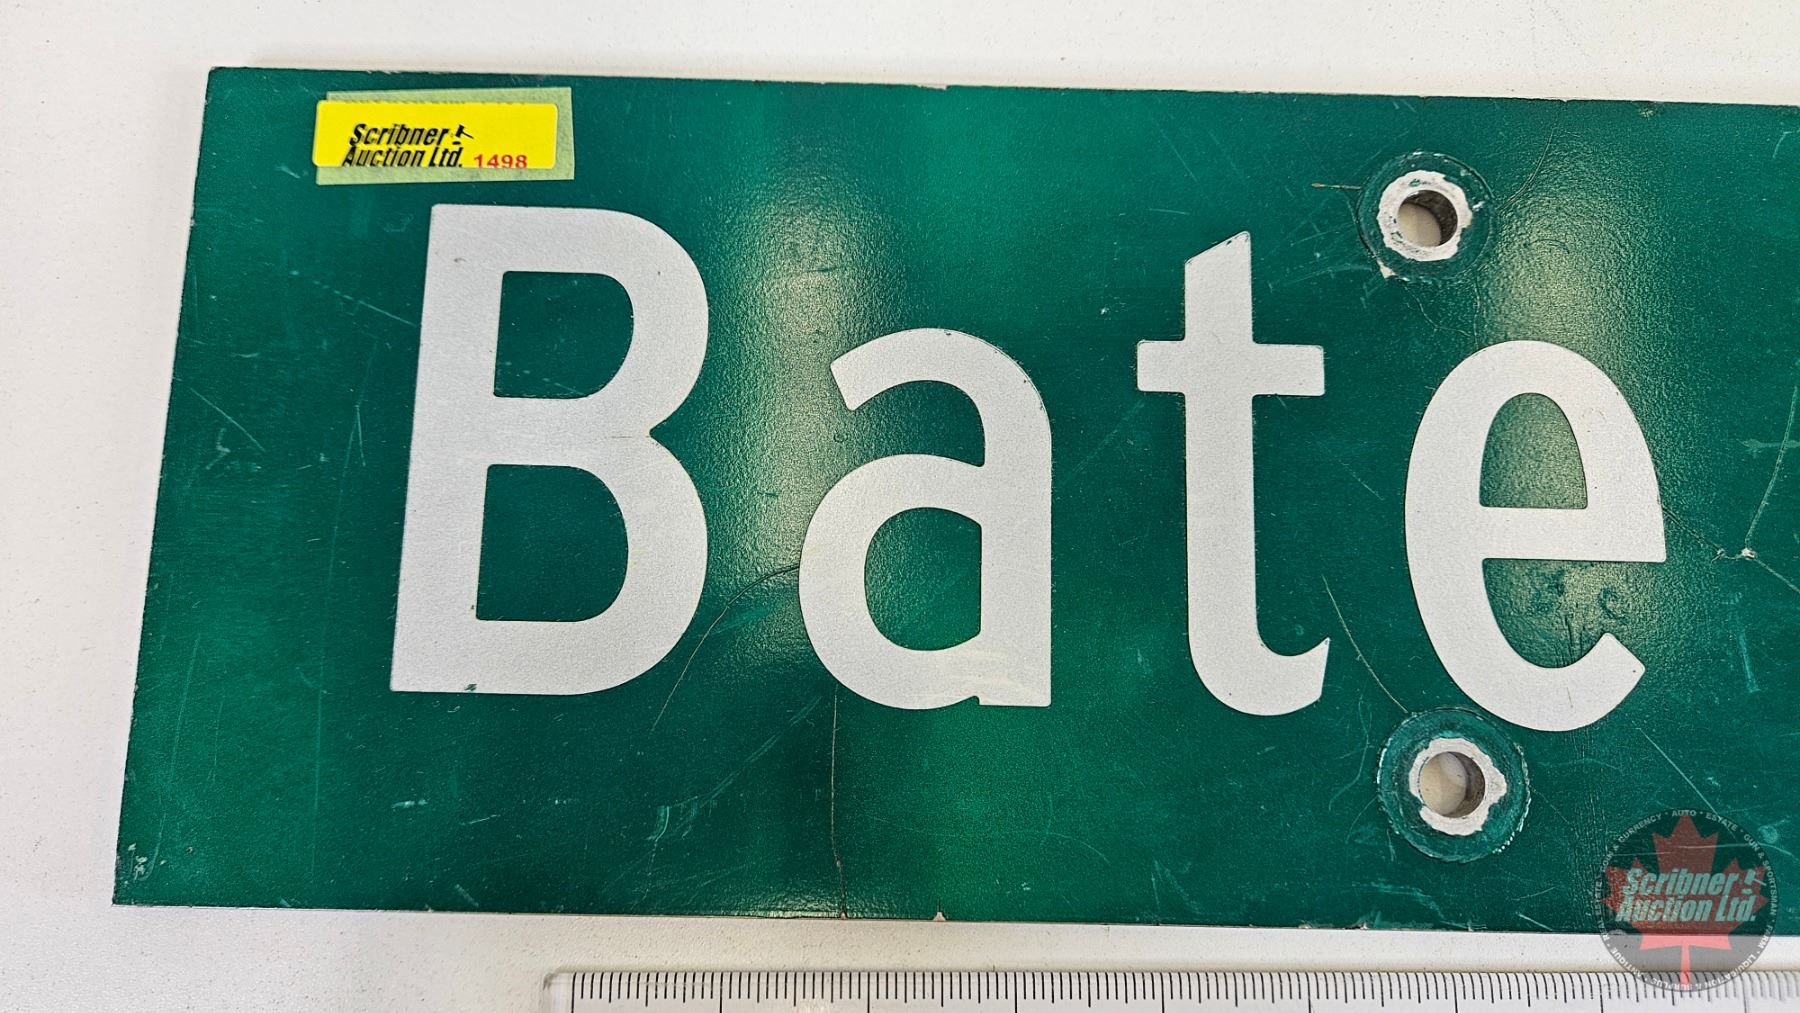 Scribner
Auction Ltd. 1498
Bate
Scribner
Auction Ltd.